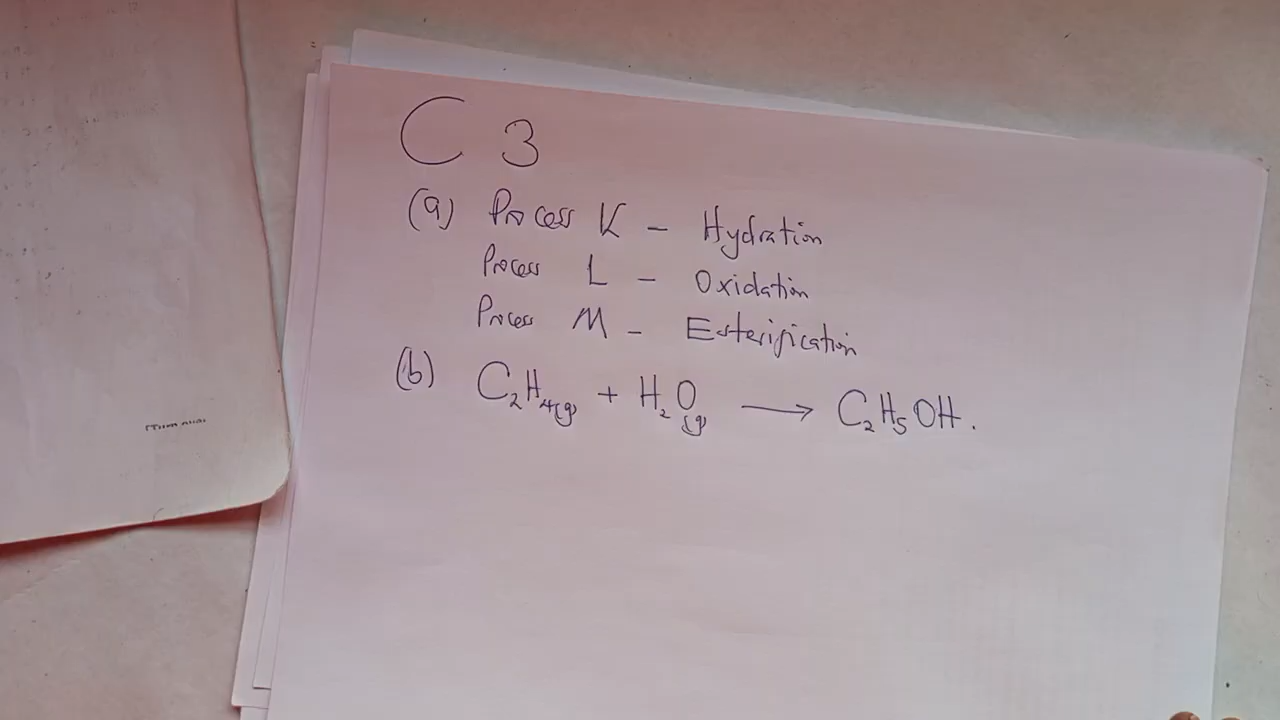 C 3
(a) Process K – Hydration
Process L – Oxidation
Process M – Esterification
(b) C₂H₄(g) + H₂O(g) ⟶ C₂H₅OH.